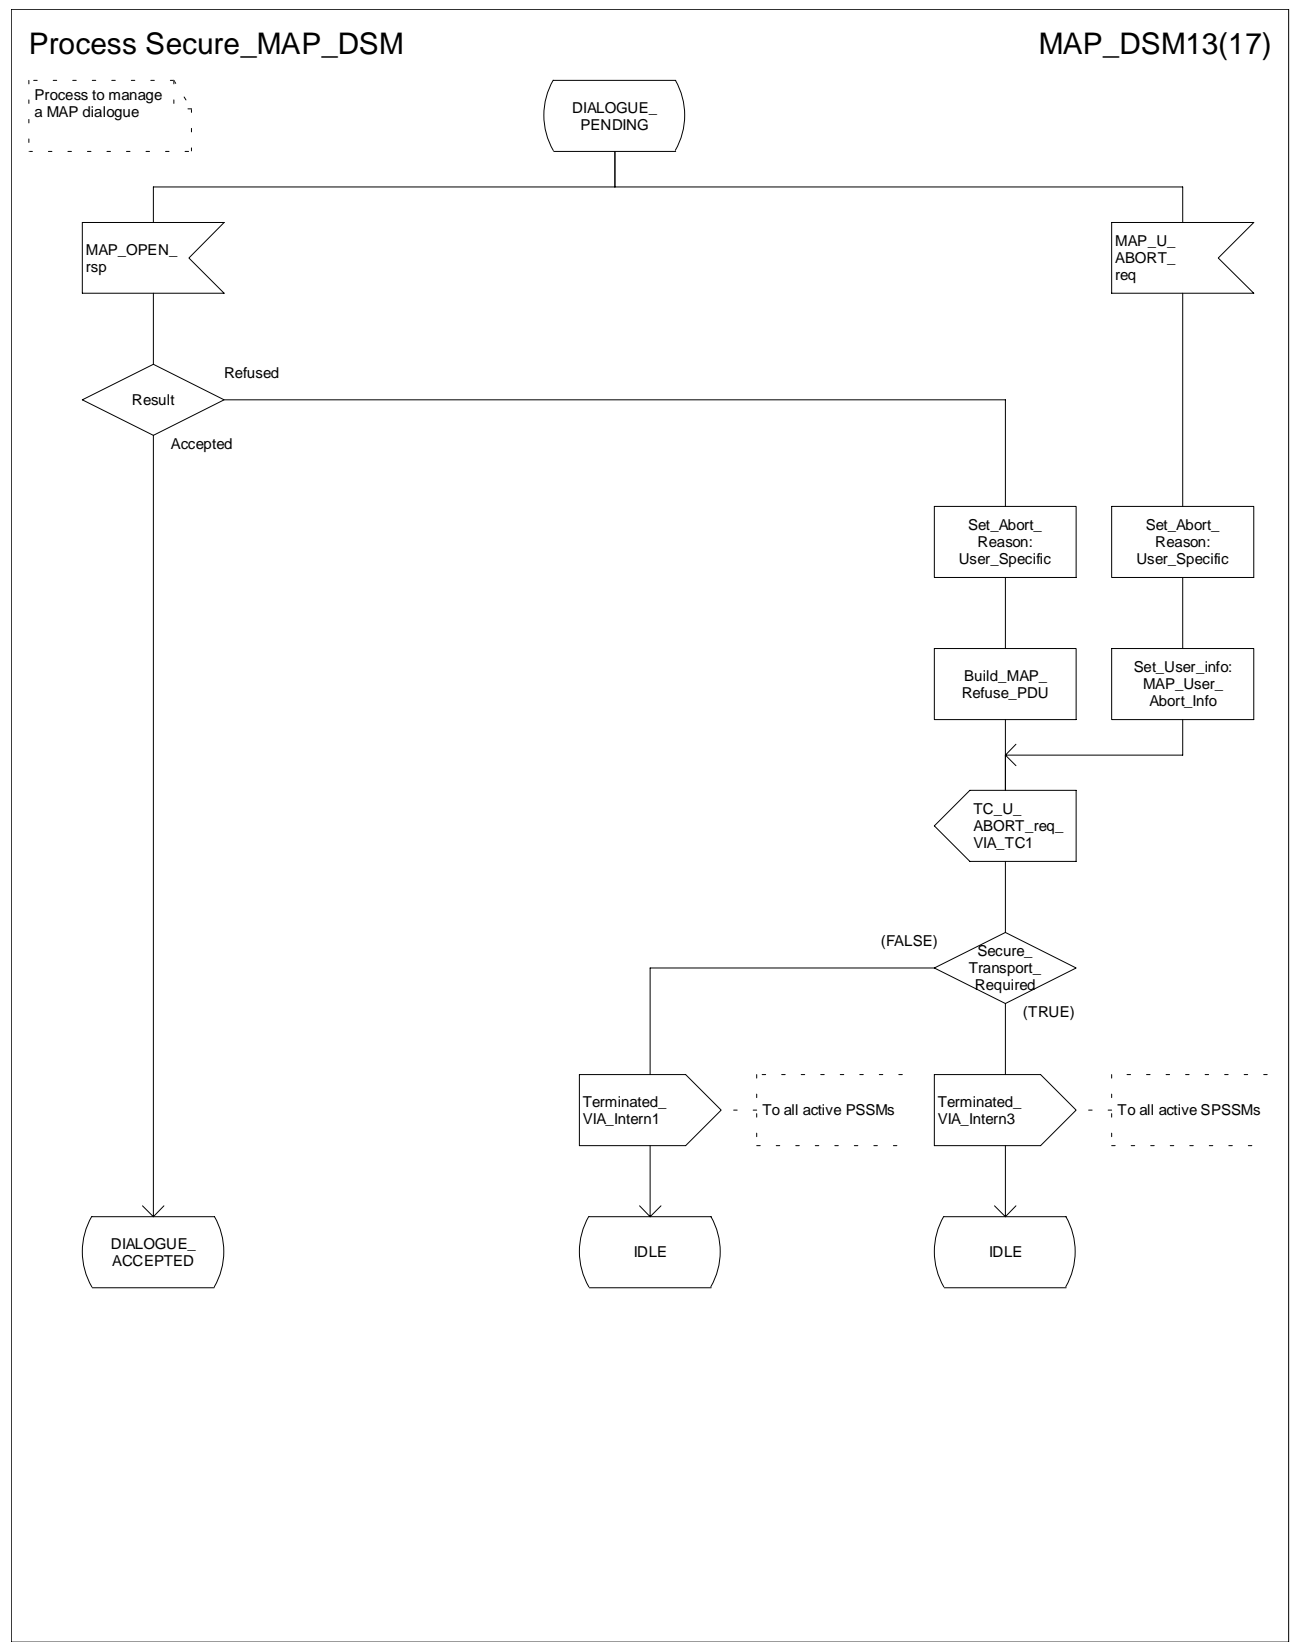 Process Secure_MAP_DSM
MAP_DSM13(17)
Process to manage
a MAP dialogue
DIALOGUE_
PENDING
MAP_OPEN_
rsp
MAP_U_
ABORT_
req
Result
Refused
Accepted
Set_Abort_
Reason:
User_Specific
Set_Abort_
Reason:
User_Specific
Build_MAP_
Refuse_PDU
Set_User_info:
MAP_User_
Abort_Info
TC_U_
ABORT_req_
VIA_TC1
(FALSE)
Secure_
Transport_
Required
(TRUE)
Terminated_
VIA_Intern1
To all active PSSMs
Terminated_
VIA_Intern3
To all active SPSSMs
DIALOGUE_
ACCEPTED
IDLE
IDLE